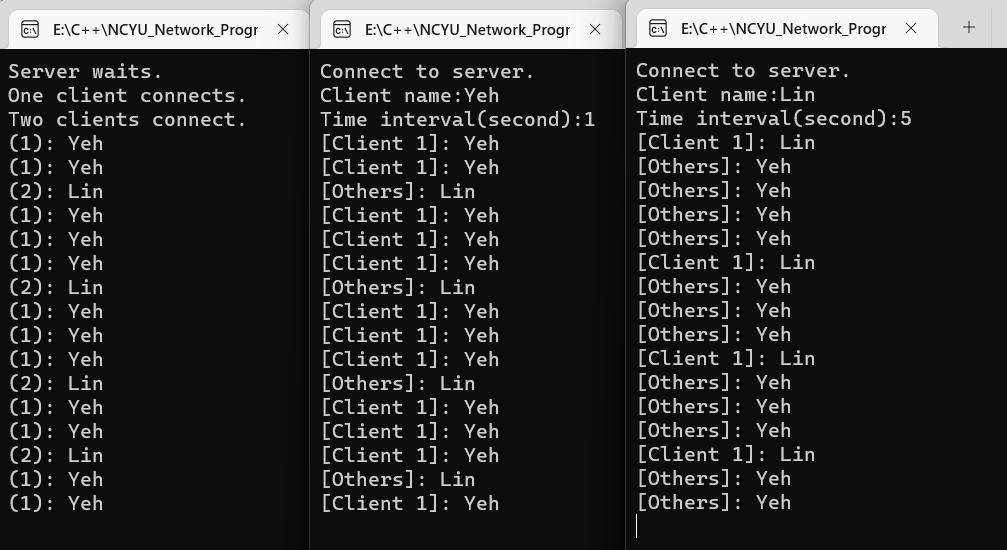 E:\C++\NCYU_Network_Progr
Server waits.
One client connects.
Two clients connect.
(1): Yeh
(1): Yeh
(2): Lin
(1): Yeh
(1): Yeh
(1): Yeh
(2): Lin
(1): Yeh
(1): Yeh
(1): Yeh
(2): Lin
(1): Yeh
(1): Yeh
(2): Lin
(1): Yeh
(1): Yeh
E:\C++\NCYU_Network_Progr
Connect to server.
Client name:Yeh
Time interval(second):1
[Client 1]: Yeh
[Client 1]: Yeh
[Others]: Lin
[Client 1]: Yeh
[Client 1]: Yeh
[Client 1]: Yeh
[Others]: Lin
[Client 1]: Yeh
[Client 1]: Yeh
[Client 1]: Yeh
[Others]: Lin
[Client 1]: Yeh
[Client 1]: Yeh
[Client 1]: Yeh
[Others]: Lin
[Client 1]: Yeh
E:\C++\NCYU_Network_Progr
Connect to server.
Client name:Lin
Time interval(second):5
[Client 1]: Lin
[Others]: Yeh
[Others]: Yeh
[Others]: Yeh
[Others]: Yeh
[Client 1]: Lin
[Others]: Yeh
[Others]: Yeh
[Others]: Yeh
[Client 1]: Lin
[Others]: Yeh
[Others]: Yeh
[Others]: Yeh
[Client 1]: Lin
[Others]: Yeh
[Others]: Yeh